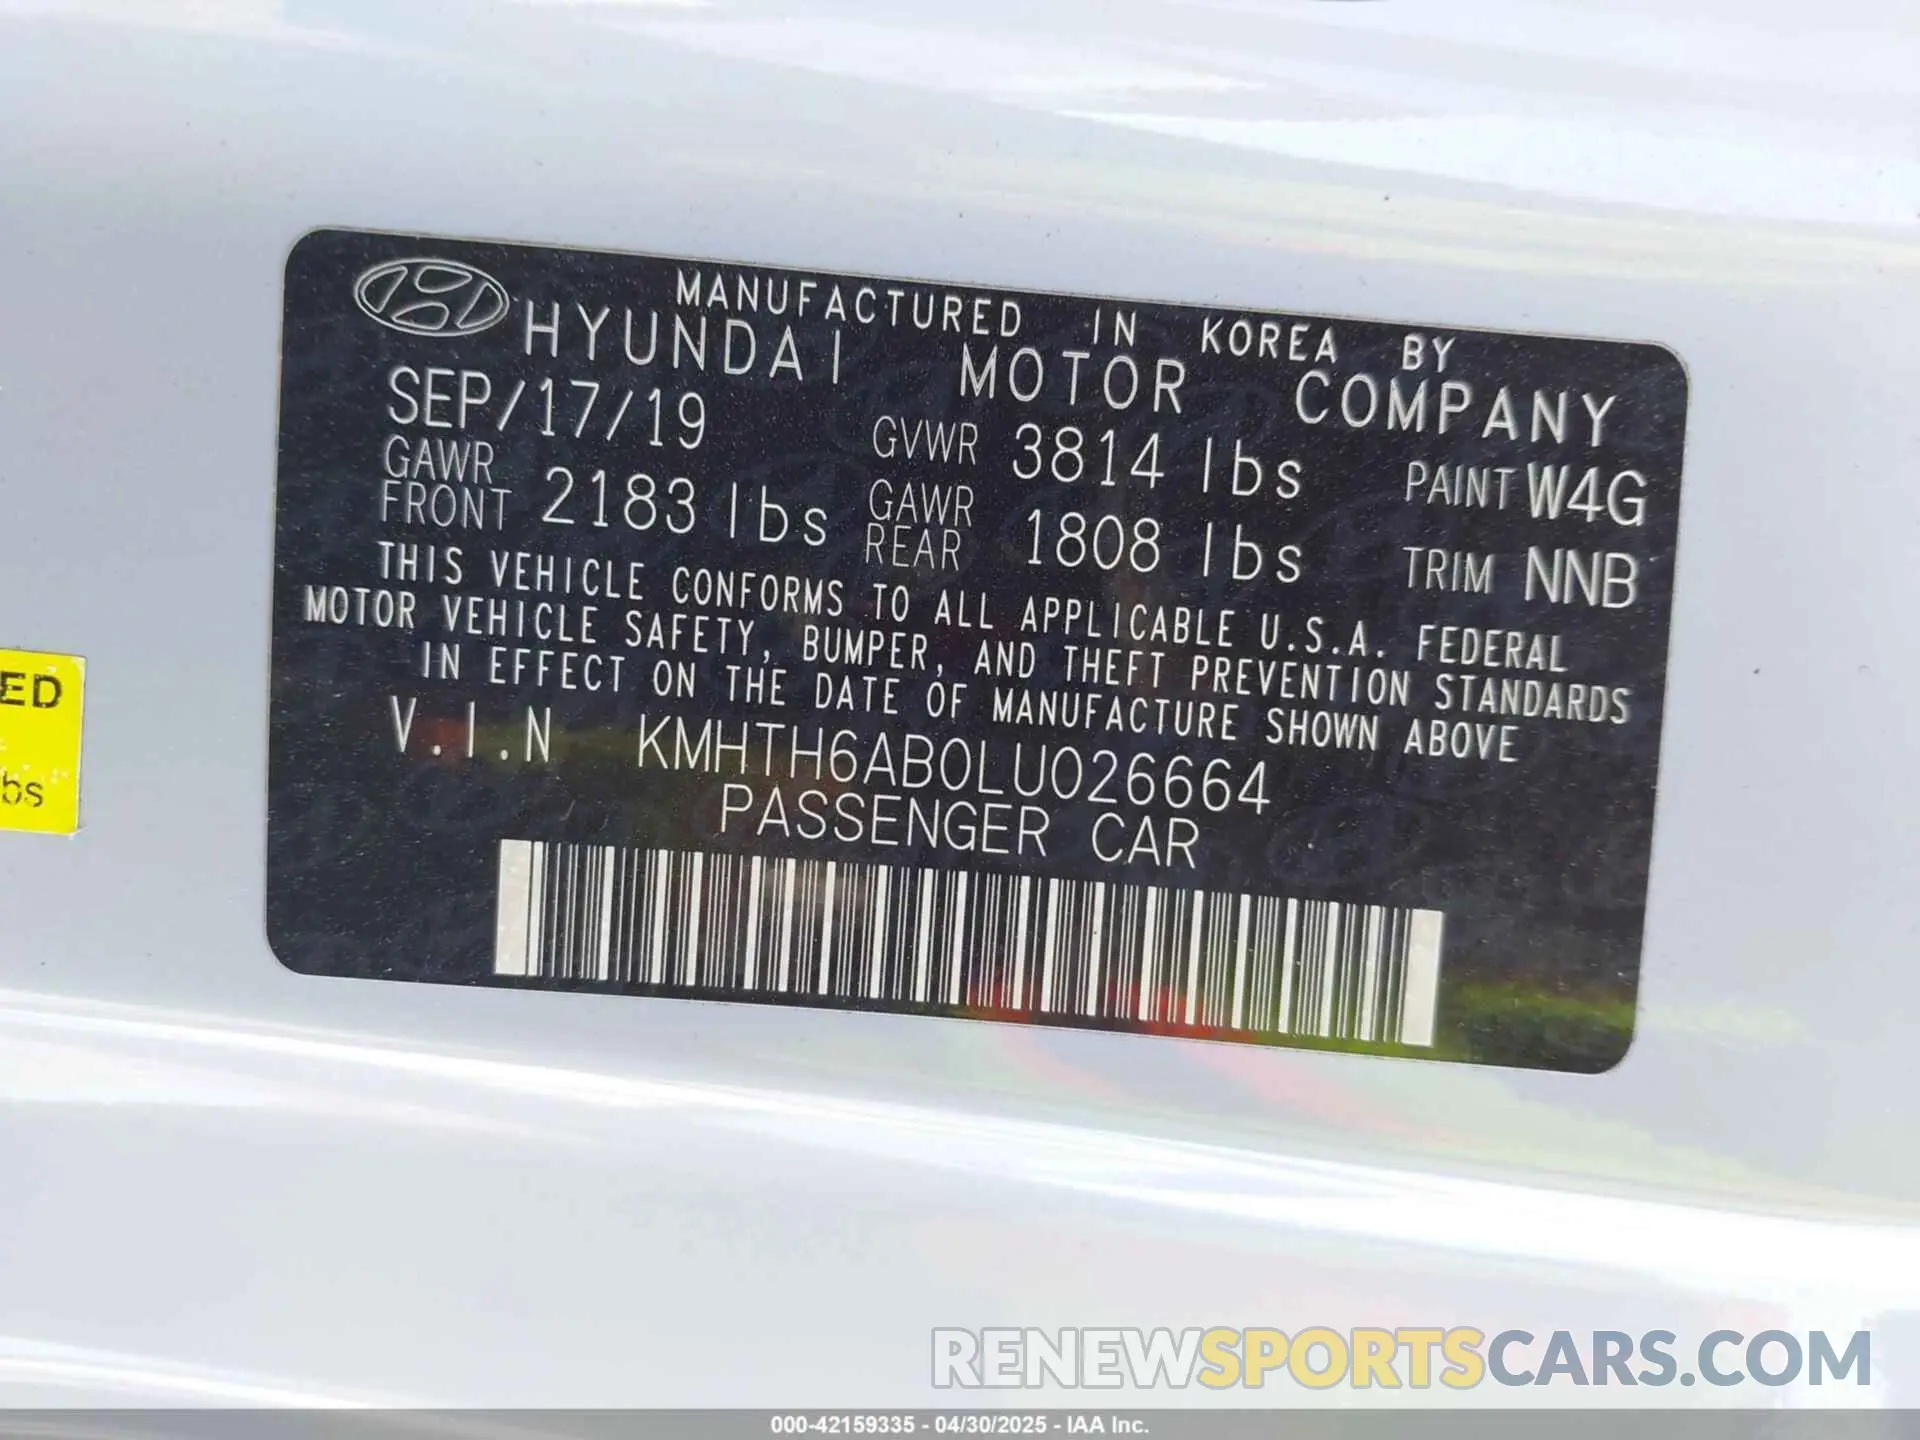 MANUFACTURED IN KOREA BY
HYUNDAI MOTOR COMPANY
SEP/17/19 GVWR 3814 lbs PAINT W4G
GAWR FRONT 2183 lbs GAWR REAR 1808 lbs TRIM NNB
THIS VEHICLE CONFORMS TO ALL APPLICABLE U.S.A. FEDERAL
MOTOR VEHICLE SAFETY, BUMPER, AND THEFT PREVENTION STANDARDS
IN EFFECT ON THE DATE OF MANUFACTURE SHOWN ABOVE
V.I.N KMHTH6AB0LU026664
PASSENGER CAR
ED
bs
RENEWSPORTSCARS.COM
000-42159335 - 04/30/2025 - IAA Inc.